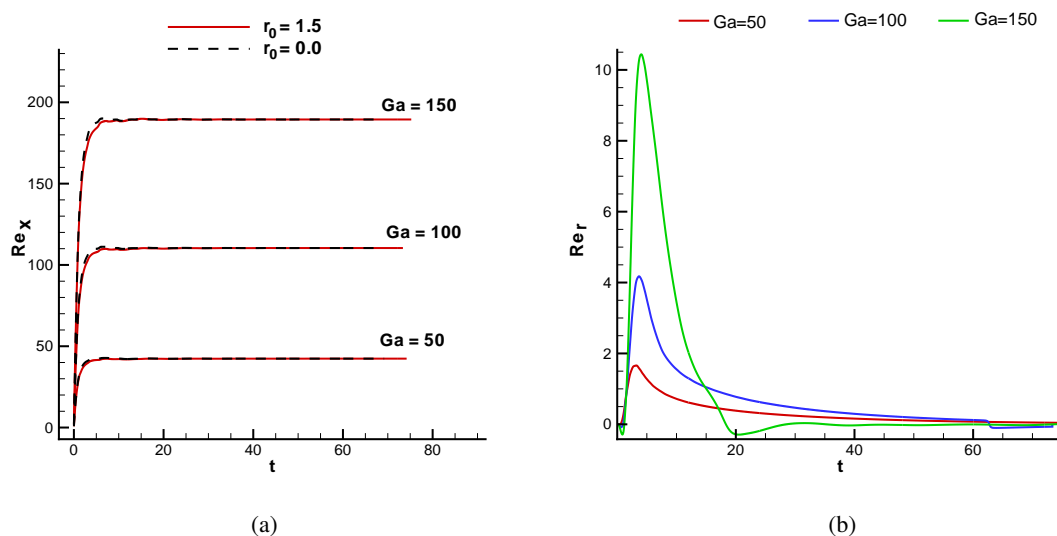 r0 = 1.5
r0 = 0.0
Rex
200
150
100
50
0
Ga = 150
Ga = 100
Ga = 50
0 20 40 60 80
t
(a)
Ga=50 Ga=100 Ga=150
Rer
10
8
6
4
2
0
20 40 60
t
(b)